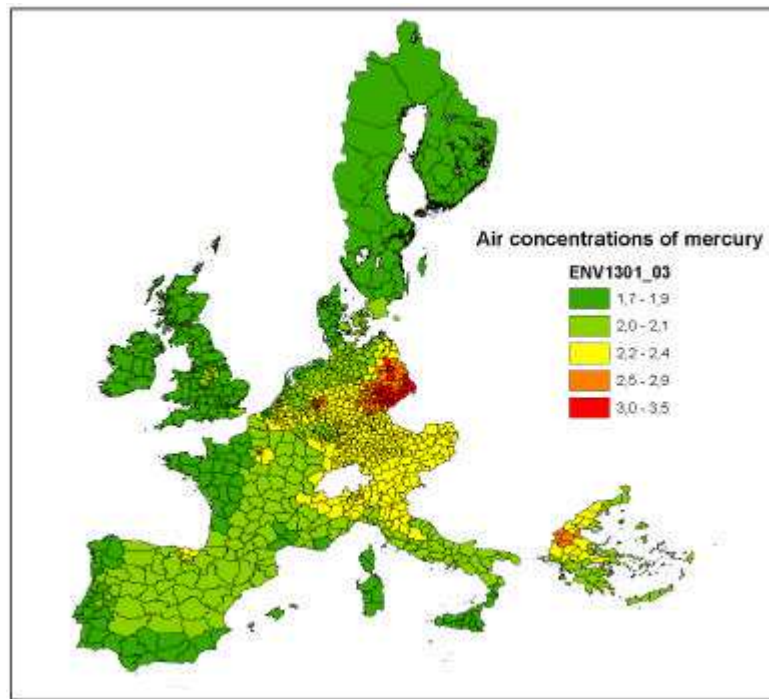 Air concentrations of mercury
ENV1301_03
1,7 - 1,9
2,0 - 2,1
2,2 - 2,4
2,5 - 2,9
3,0 - 3,5